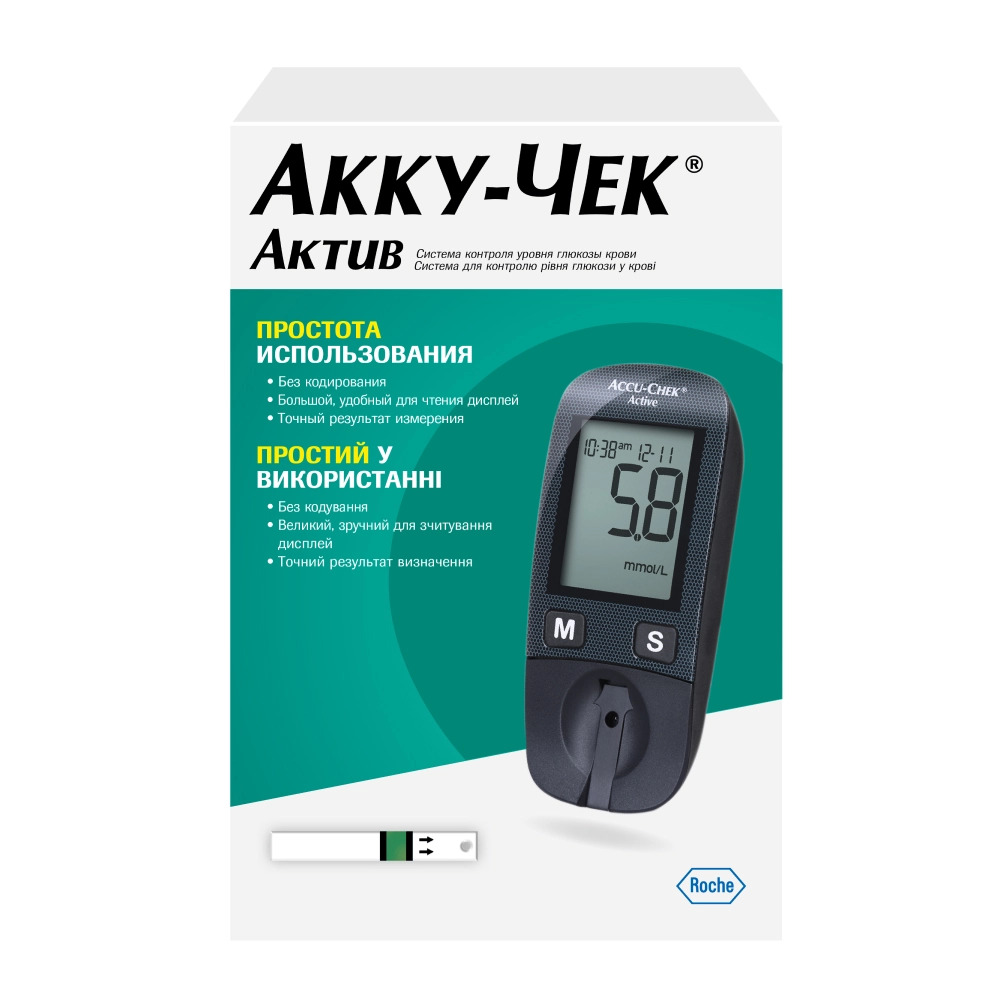 АККУ-ЧЕК®
АКТИВ
Система контроля уровня глюкозы крови
Система для контролю рівня глюкози у крові
ПРОСТОТА
ИСПОЛЬЗОВАНИЯ
• Без кодирования
• Большой, удобный для чтения дисплей
• Точный результат измерения
ПРОСТИЙ У
ВИКОРИСТАННІ
• Без кодування
• Великий, зручний для зчитування
дисплей
• Точний результат визначення
ACCU-CHEK®
Active
10:38am 12-11
5.8
mmol/L
M S
Roche